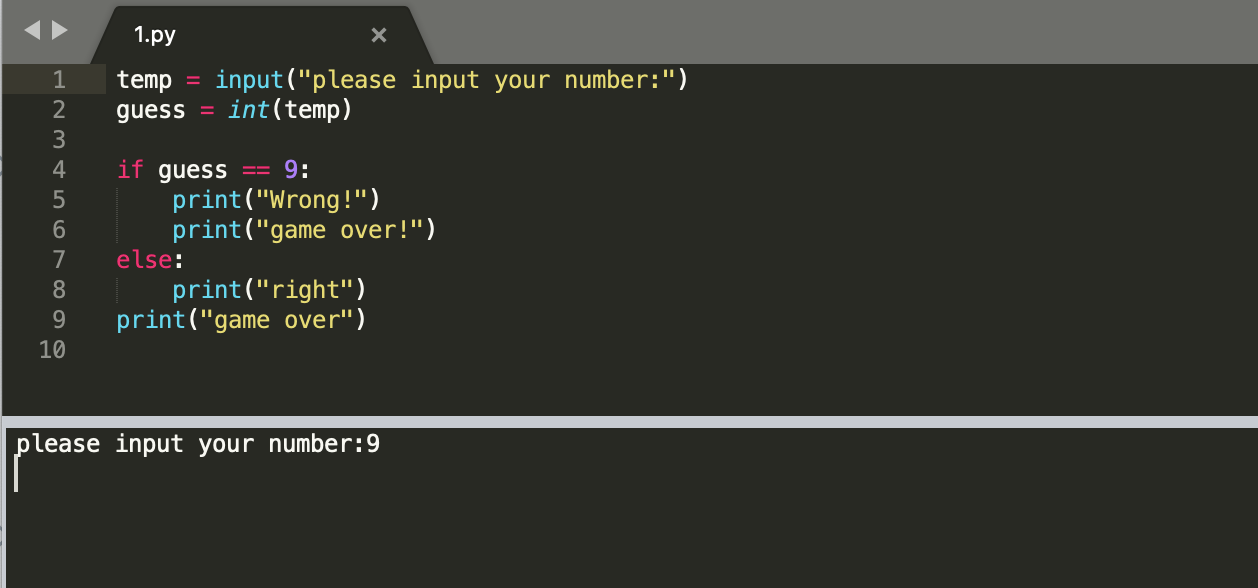 1.py
1 temp = input("please input your number:")
2 guess = int(temp)
3
4 if guess == 9:
5     print("Wrong!")
6     print("game over!")
7 else:
8     print("right")
9 print("game over")
10
please input your number:9